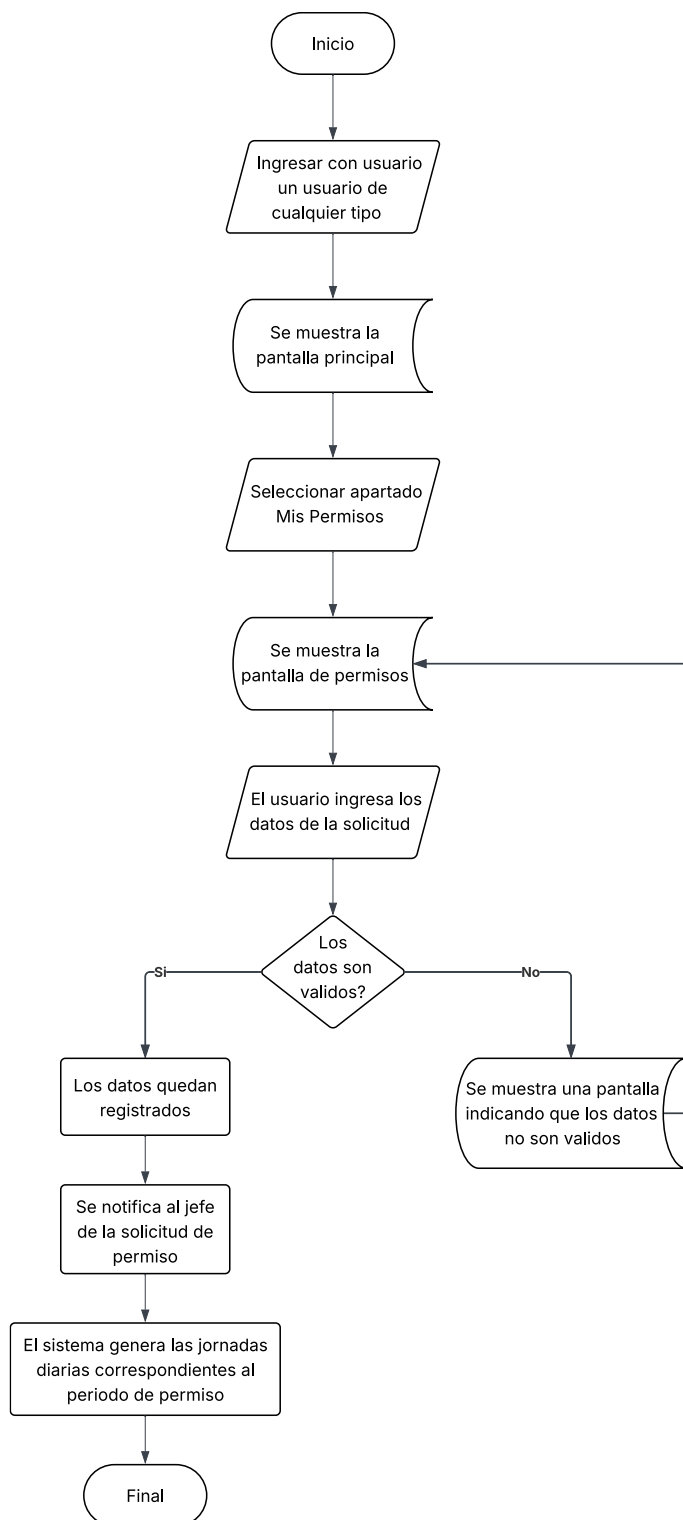 Inicio
Ingresar con usuario
un usuario de
cualquier tipo
Se muestra la
pantalla principal
Seleccionar apartado
Mis Permisos
Se muestra la
pantalla de permisos
El usuario ingresa los
datos de la solicitud
Los
datos son
validos?
Si
No
Los datos quedan
registrados
Se muestra una pantalla
indicando que los datos
no son validos
Se notifica al jefe
de la solicitud de
permiso
El sistema genera las jornadas
diarias correspondientes al
periodo de permiso
Final